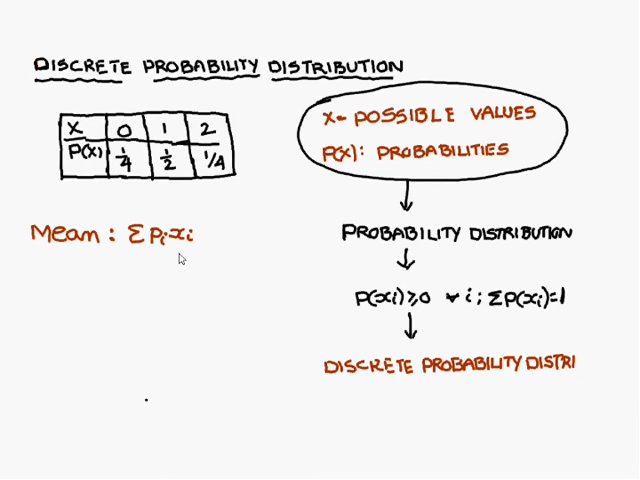 DISCRETE PROBABILITY DISTRIBUTION
X 0 1 2
P(X) 1/4 1/2 1/4
Mean : Σ pixi
X= POSSIBLE VALUES
P(X) : PROBABILITIES
PROBABILITY DISTRIBUTION
P(xi) ≥ 0 ∀ i ; Σ P(xi) = 1
DISCRETE PROBABILITY DISTRI